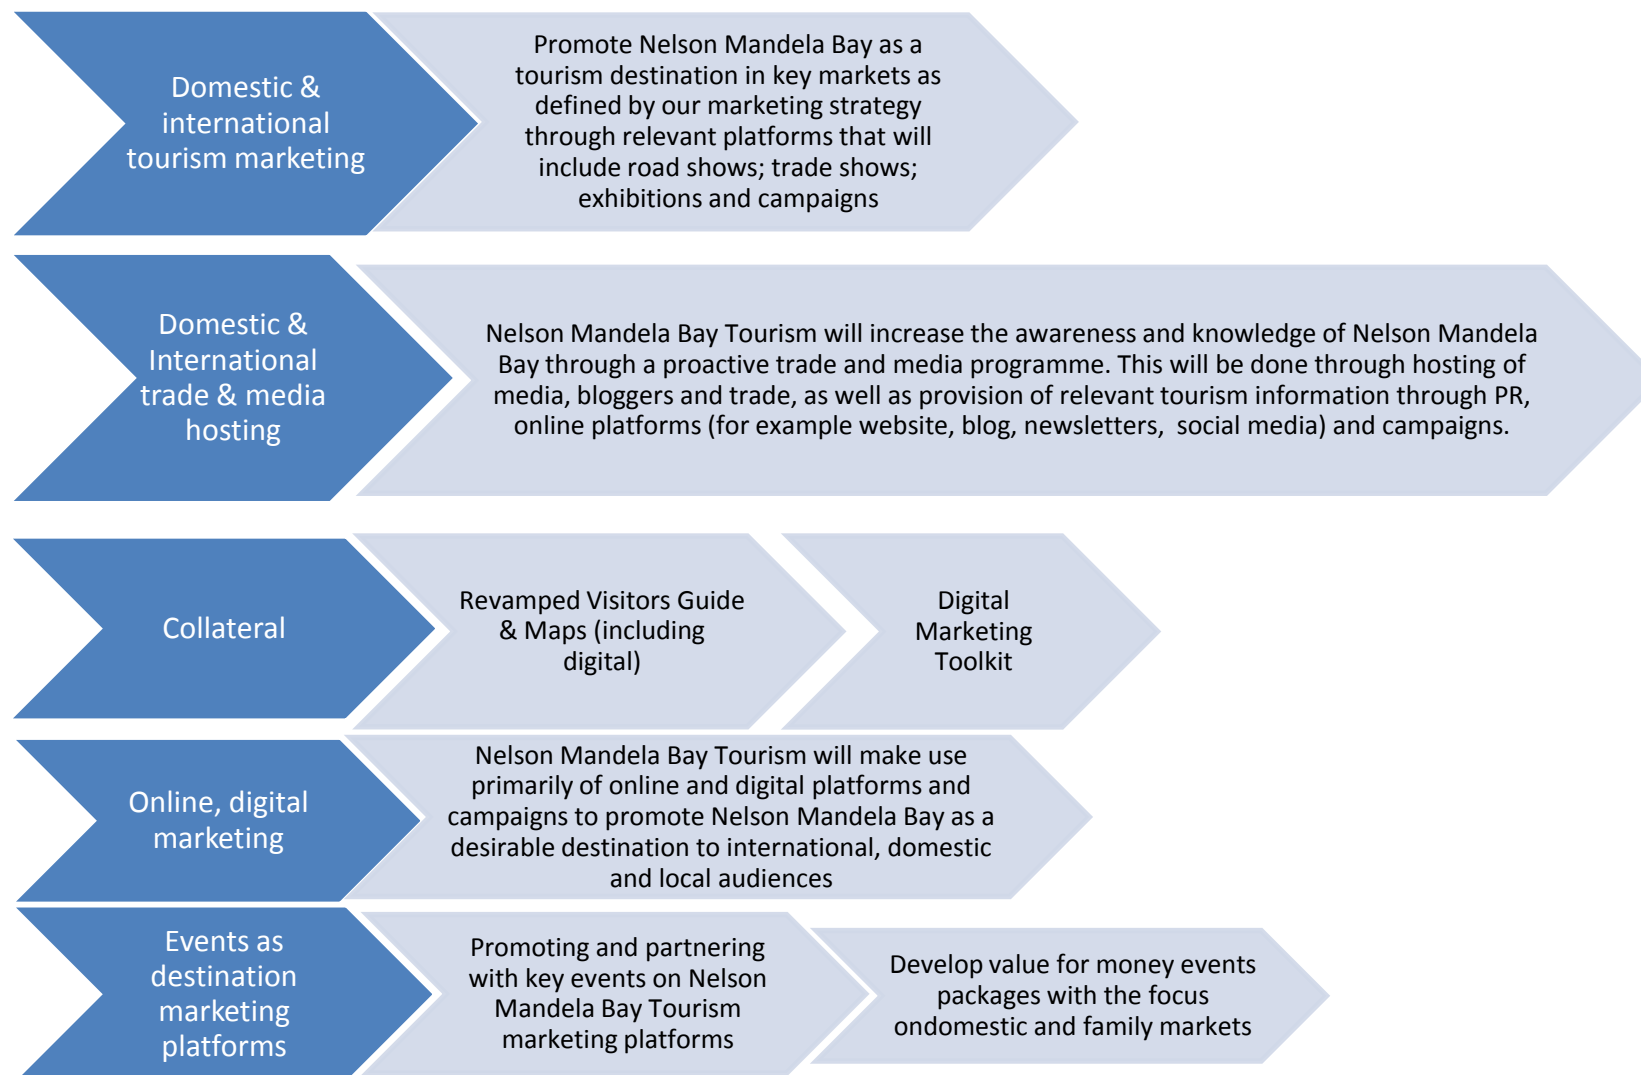 Domestic &
international
tourism marketing
Promote Nelson Mandela Bay as a
tourism destination in key markets as
defined by our marketing strategy
through relevant platforms that will
include road shows; trade shows;
exhibitions and campaigns
Domestic &
International
trade & media
hosting
Nelson Mandela Bay Tourism will increase the awareness and knowledge of Nelson Mandela
Bay through a proactive trade and media programme. This will be done through hosting of
media, bloggers and trade, as well as provision of relevant tourism information through PR,
online platforms (for example website, blog, newsletters,  social media) and campaigns.
Collateral
Revamped Visitors Guide
& Maps (including
digital)
Digital
Marketing
Toolkit
Online, digital
marketing
Nelson Mandela Bay Tourism will make use
primarily of online and digital platforms and
campaigns to promote Nelson Mandela Bay as a
desirable destination to international, domestic
and local audiences
Events as
destination
marketing
platforms
Promoting and partnering
with key events on Nelson
Mandela Bay Tourism
marketing platforms
Develop value for money events
packages with the focus
ondomestic and family markets